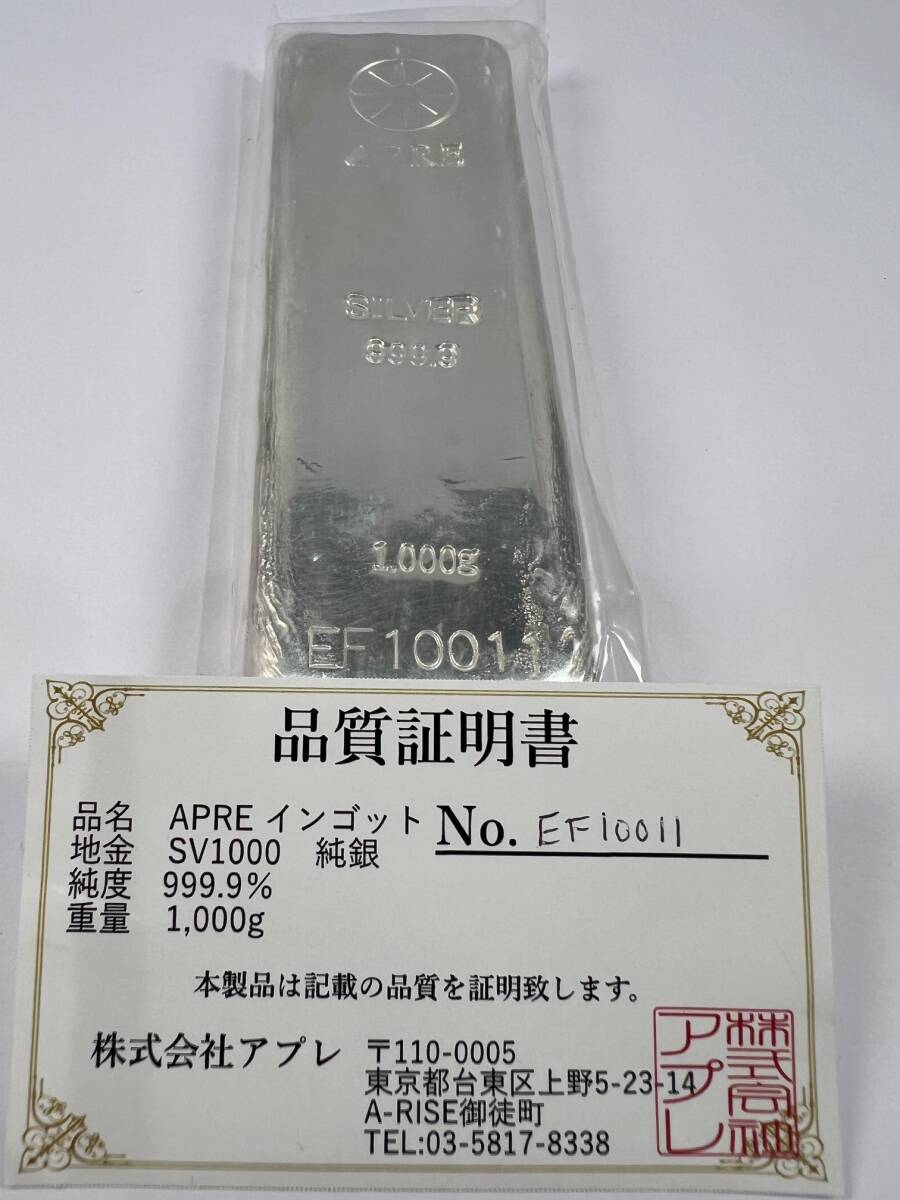 APRE
SILVER
999.9
1,000g
EF100111
品質証明書
品名 APRE インゴット No. EF10011
地金 SV1000 純銀
純度 999.9%
重量 1,000g
本製品は記載の品質を証明致します。
株式会社アプレ 〒110-0005
東京都台東区上野5-23-14
A-RISE御徒町
TEL:03-5817-8338
株式会社
アプレ